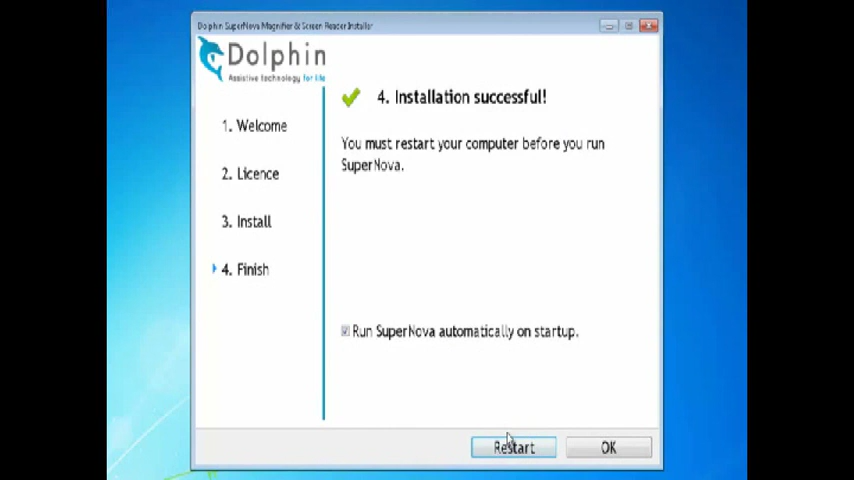 Dolphin SuperNova Magnifier & Screen Reader Installer
Dolphin
Assistive technology for life
4. Installation successful!
1. Welcome
You must restart your computer before you run
SuperNova.
2. Licence
3. Install
4. Finish
Run SuperNova automatically on startup.
Restart
OK